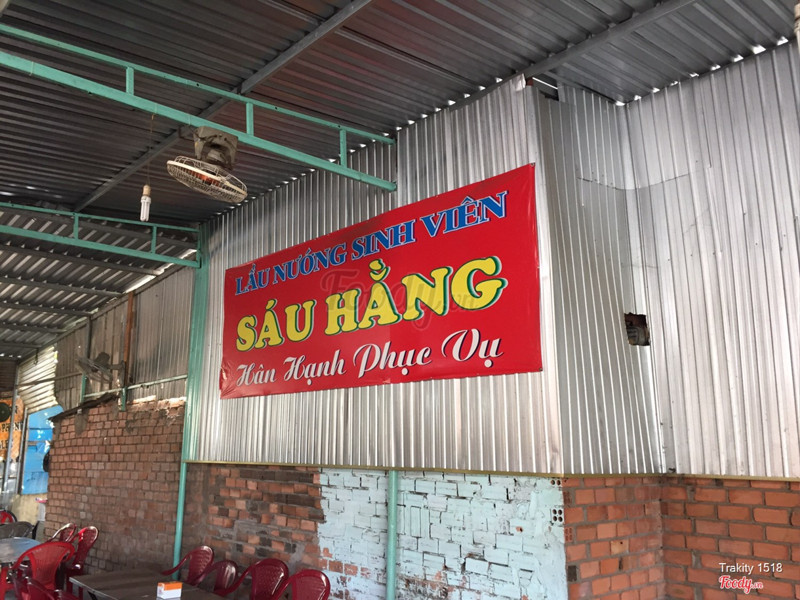 LẨU NƯỚNG SINH VIÊN
SÁU HẰNG
Hân Hạnh Phục Vụ
Trakity 1518
Foody.vn